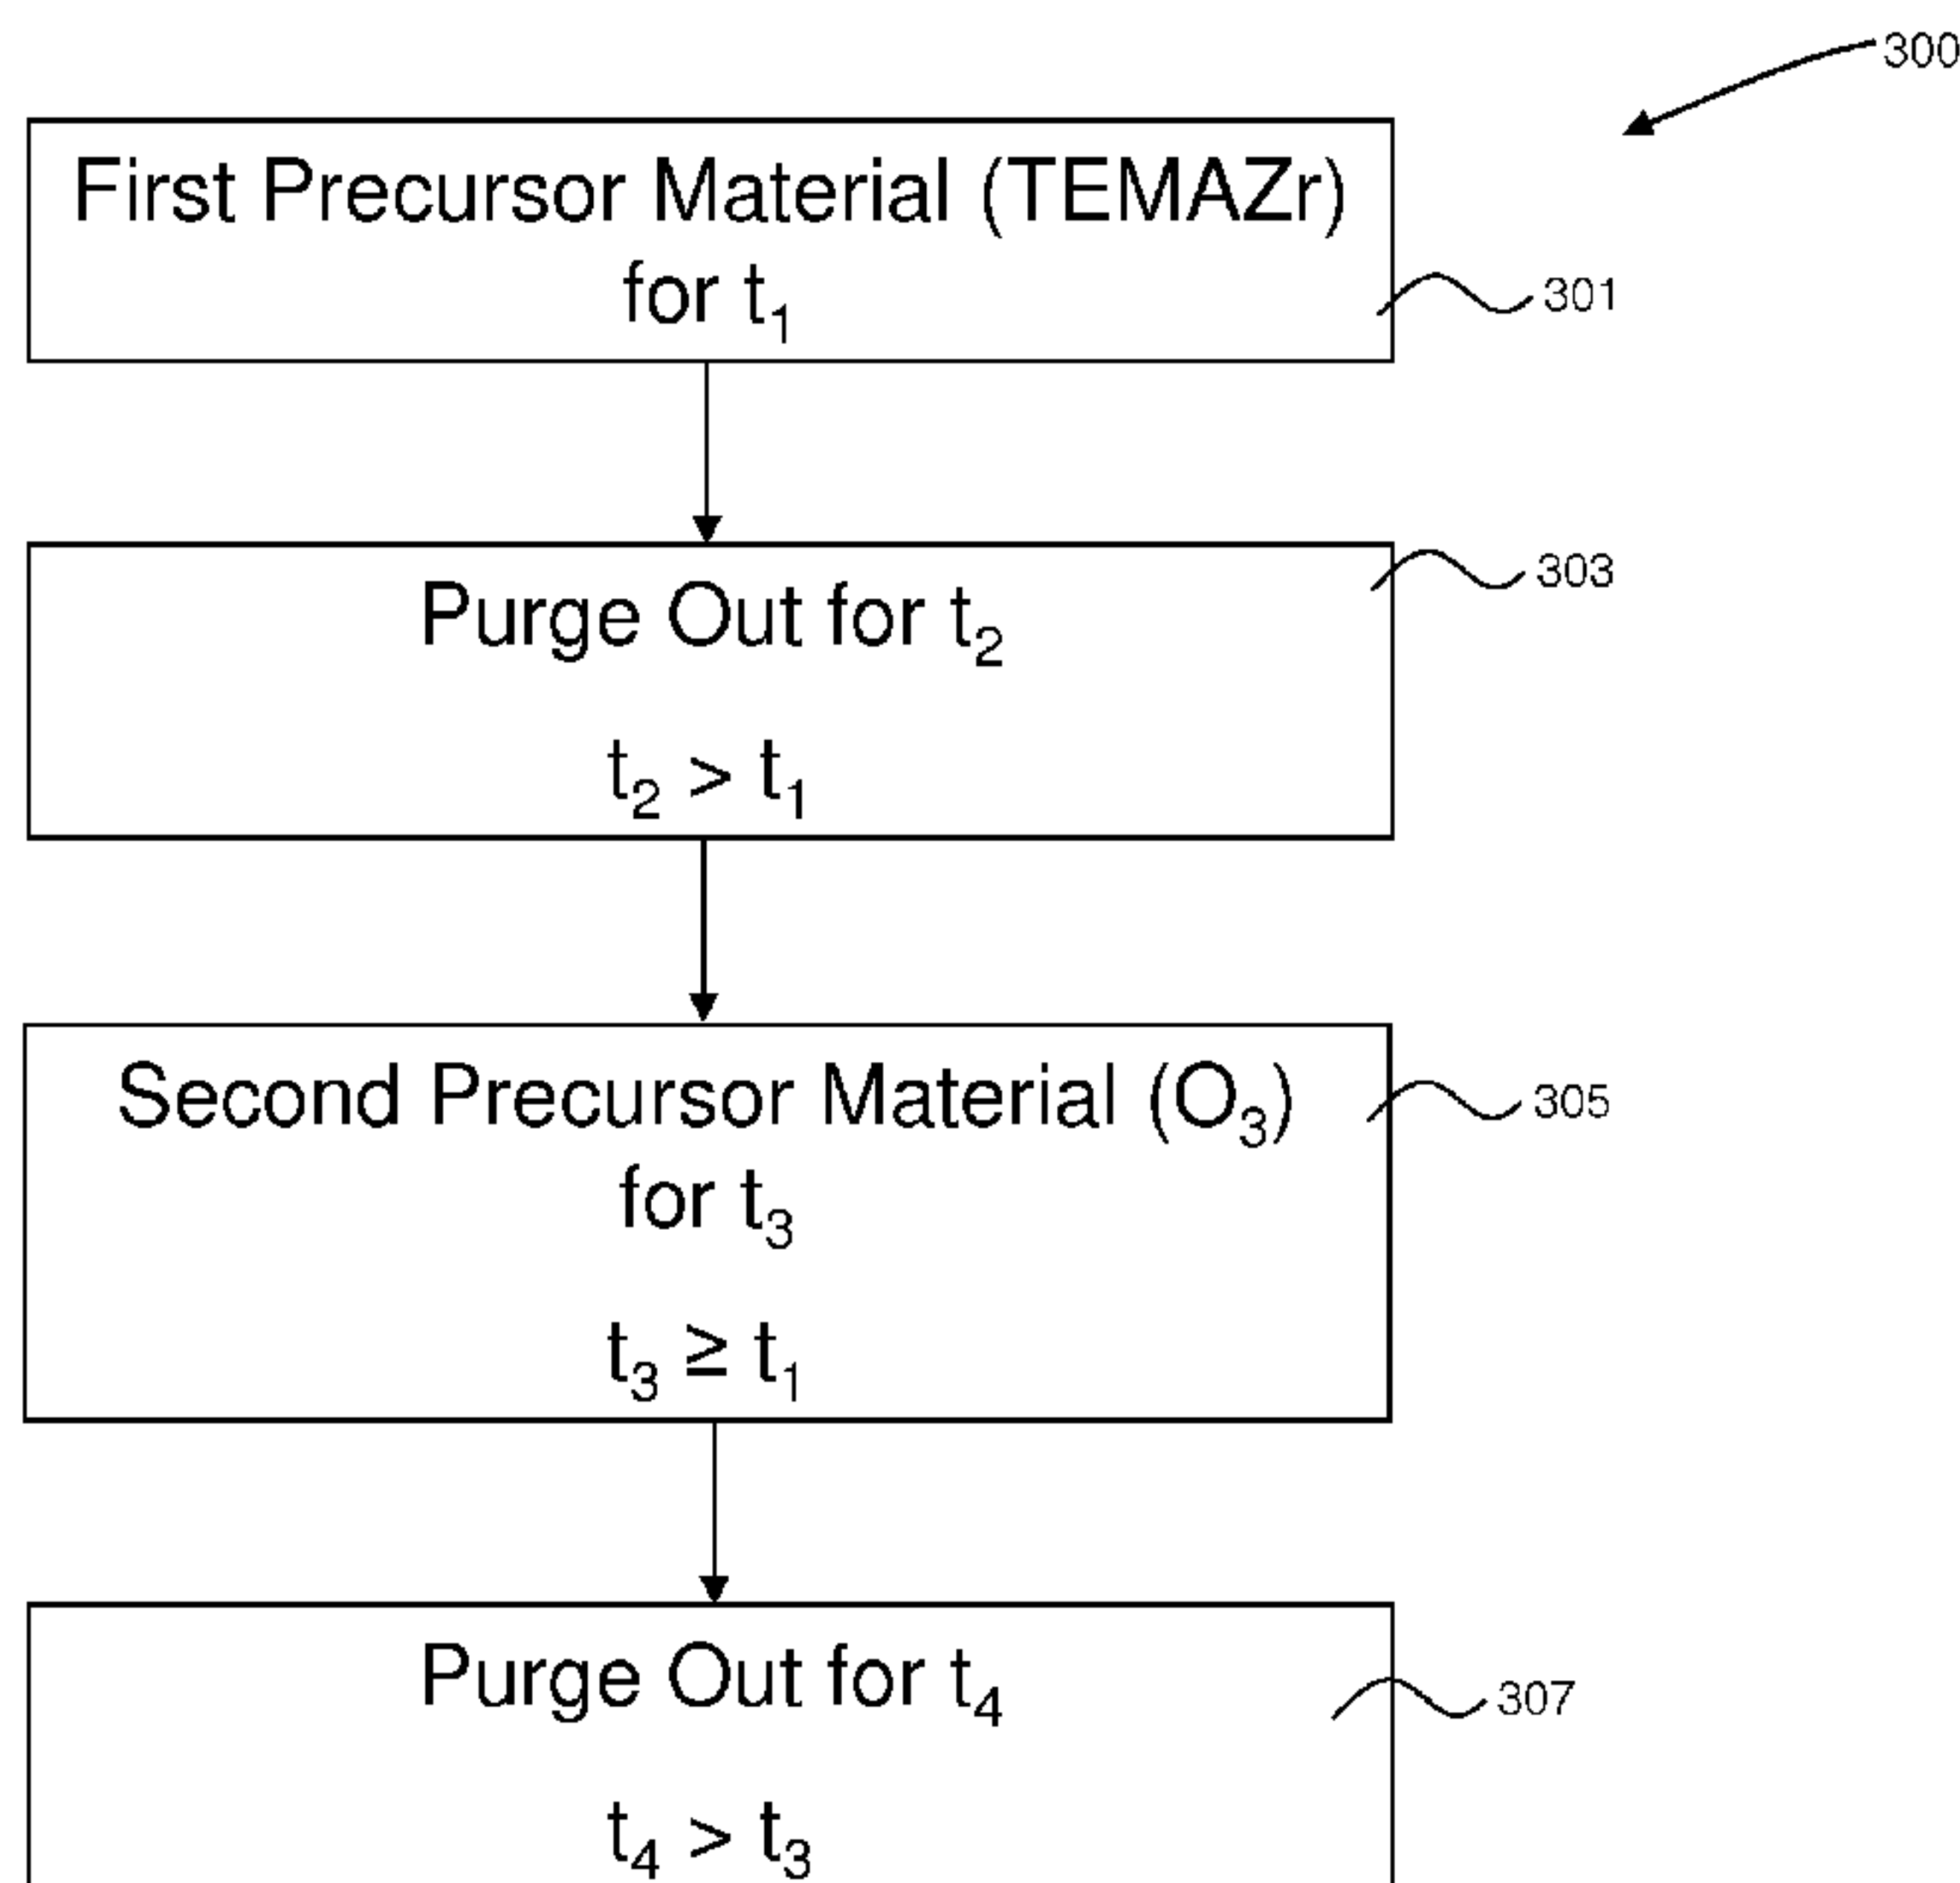 300
First Precursor Material (TEMAZr)
for t₁
301
303
Purge Out for t₂
t₂ > t₁
Second Precursor Material (O₃)
305
for t₃
t₃ ≥ t₁
Purge Out for t₄
307
t₄ > t₃